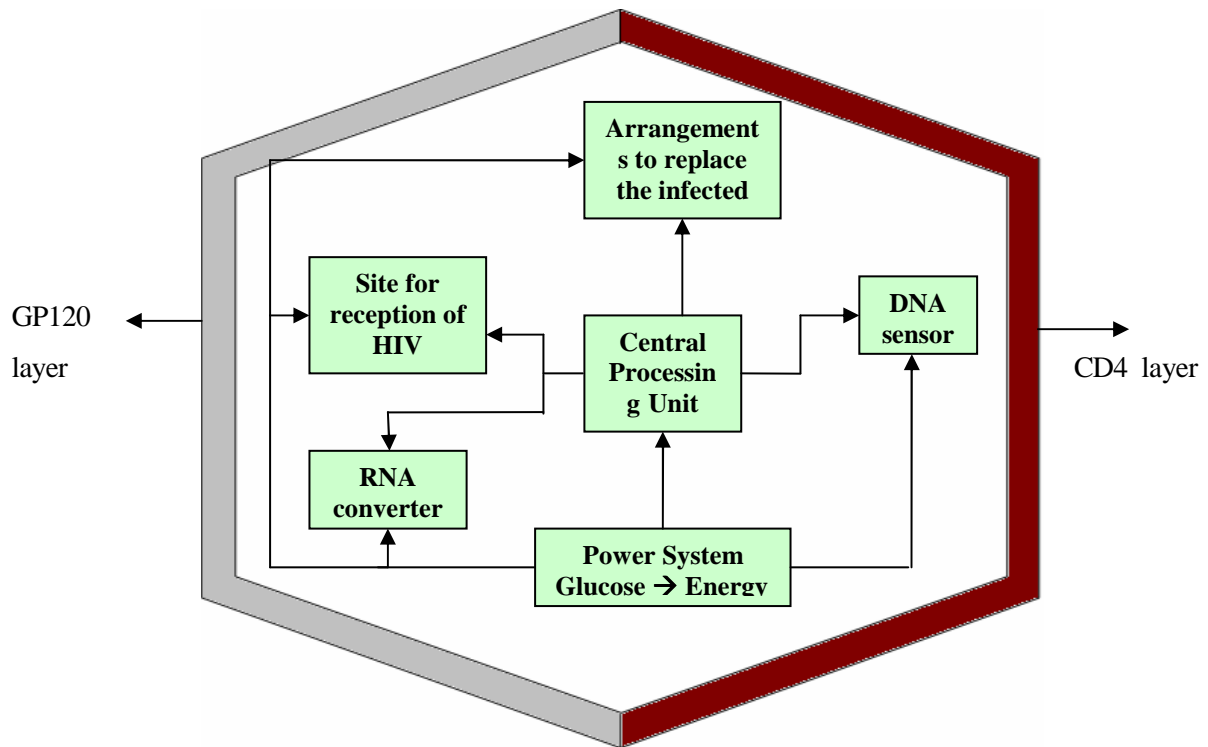 Arrangement
s to replace
the infected
Site for
reception of
HIV
DNA
sensor
GP120
layer
Central
Processin
g Unit
CD4 layer
RNA
converter
Power System
Glucose → Energy